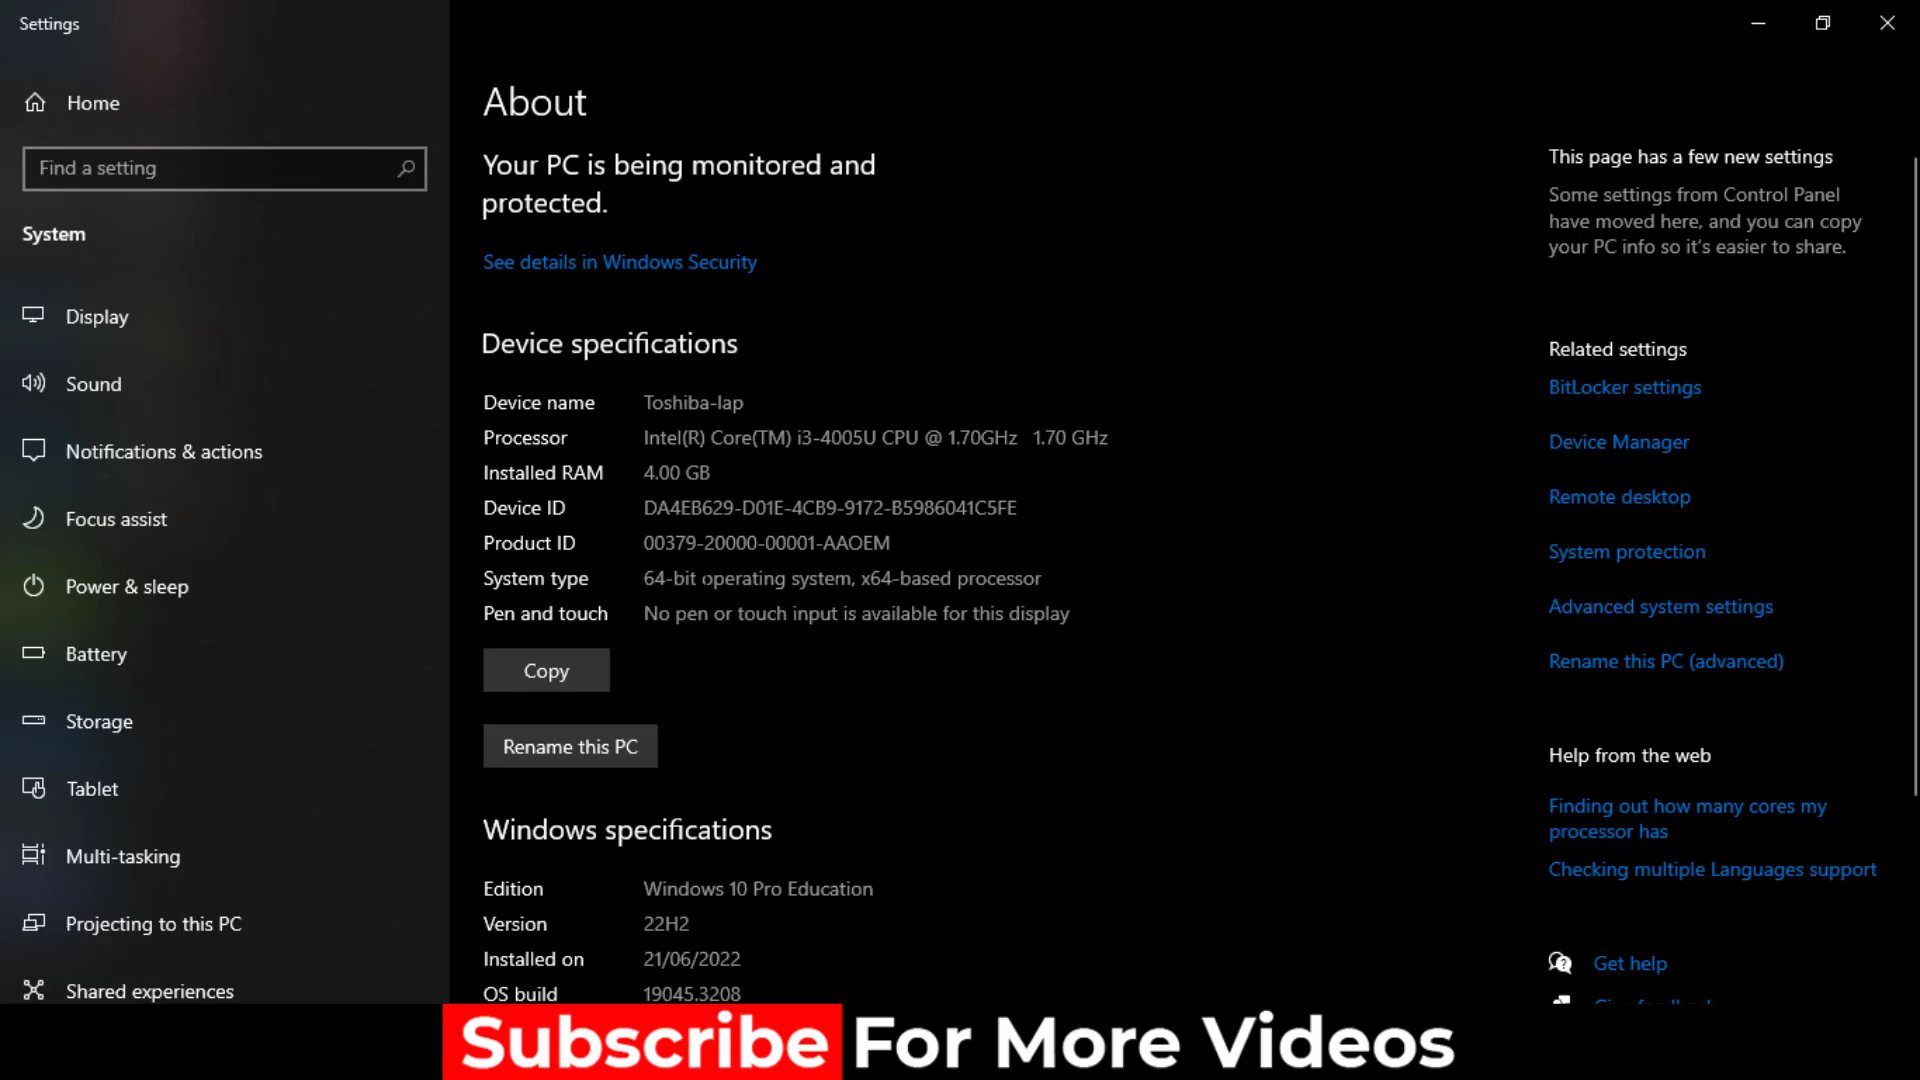 Settings
Home
Find a setting
System
Display
Sound
Notifications & actions
Focus assist
Power & sleep
Battery
Storage
Tablet
Multi-tasking
Projecting to this PC
Shared experiences
About
Your PC is being monitored and
protected.
See details in Windows Security
Device specifications
Device name Toshiba-lap
Processor Intel(R) Core(TM) i3-4005U CPU @ 1.70GHz 1.70 GHz
Installed RAM 4.00 GB
Device ID DA4EB629-D01E-4CB9-9172-B5986041C5FE
Product ID 00379-20000-00001-AAOEM
System type 64-bit operating system, x64-based processor
Pen and touch No pen or touch input is available for this display
Copy
Rename this PC
Windows specifications
Edition Windows 10 Pro Education
Version 22H2
Installed on 21/06/2022
OS build 19045.3208
This page has a few new settings
Some settings from Control Panel
have moved here, and you can copy
your PC info so it's easier to share.
Related settings
BitLocker settings
Device Manager
Remote desktop
System protection
Advanced system settings
Rename this PC (advanced)
Help from the web
Finding out how many cores my
processor has
Checking multiple Languages support
Get help
Subscribe For More Videos